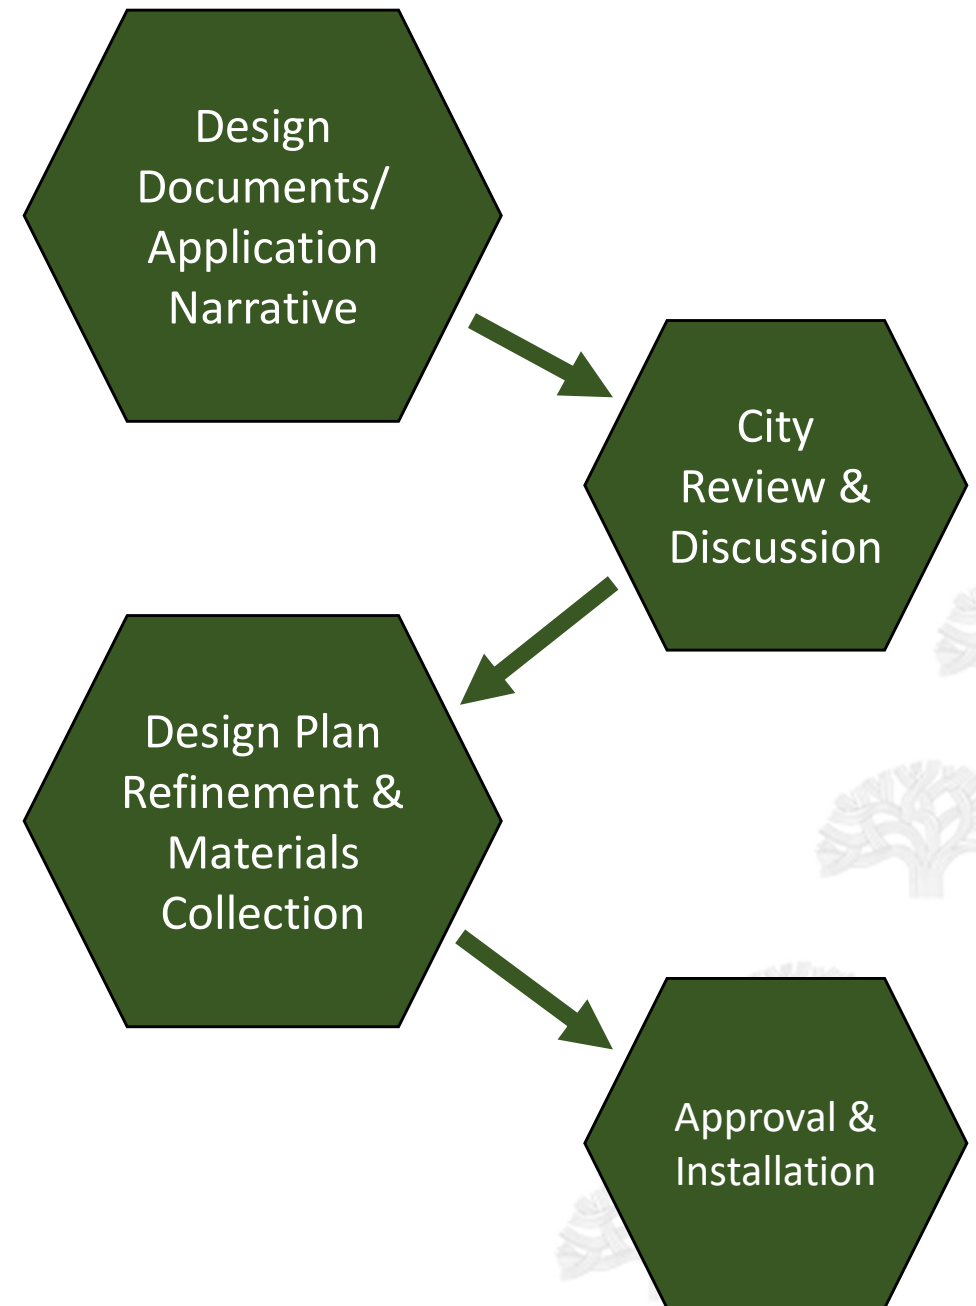 Design
Documents/
Application
Narrative
City
Review &
Discussion
Design Plan
Refinement &
Materials
Collection
Approval &
Installation